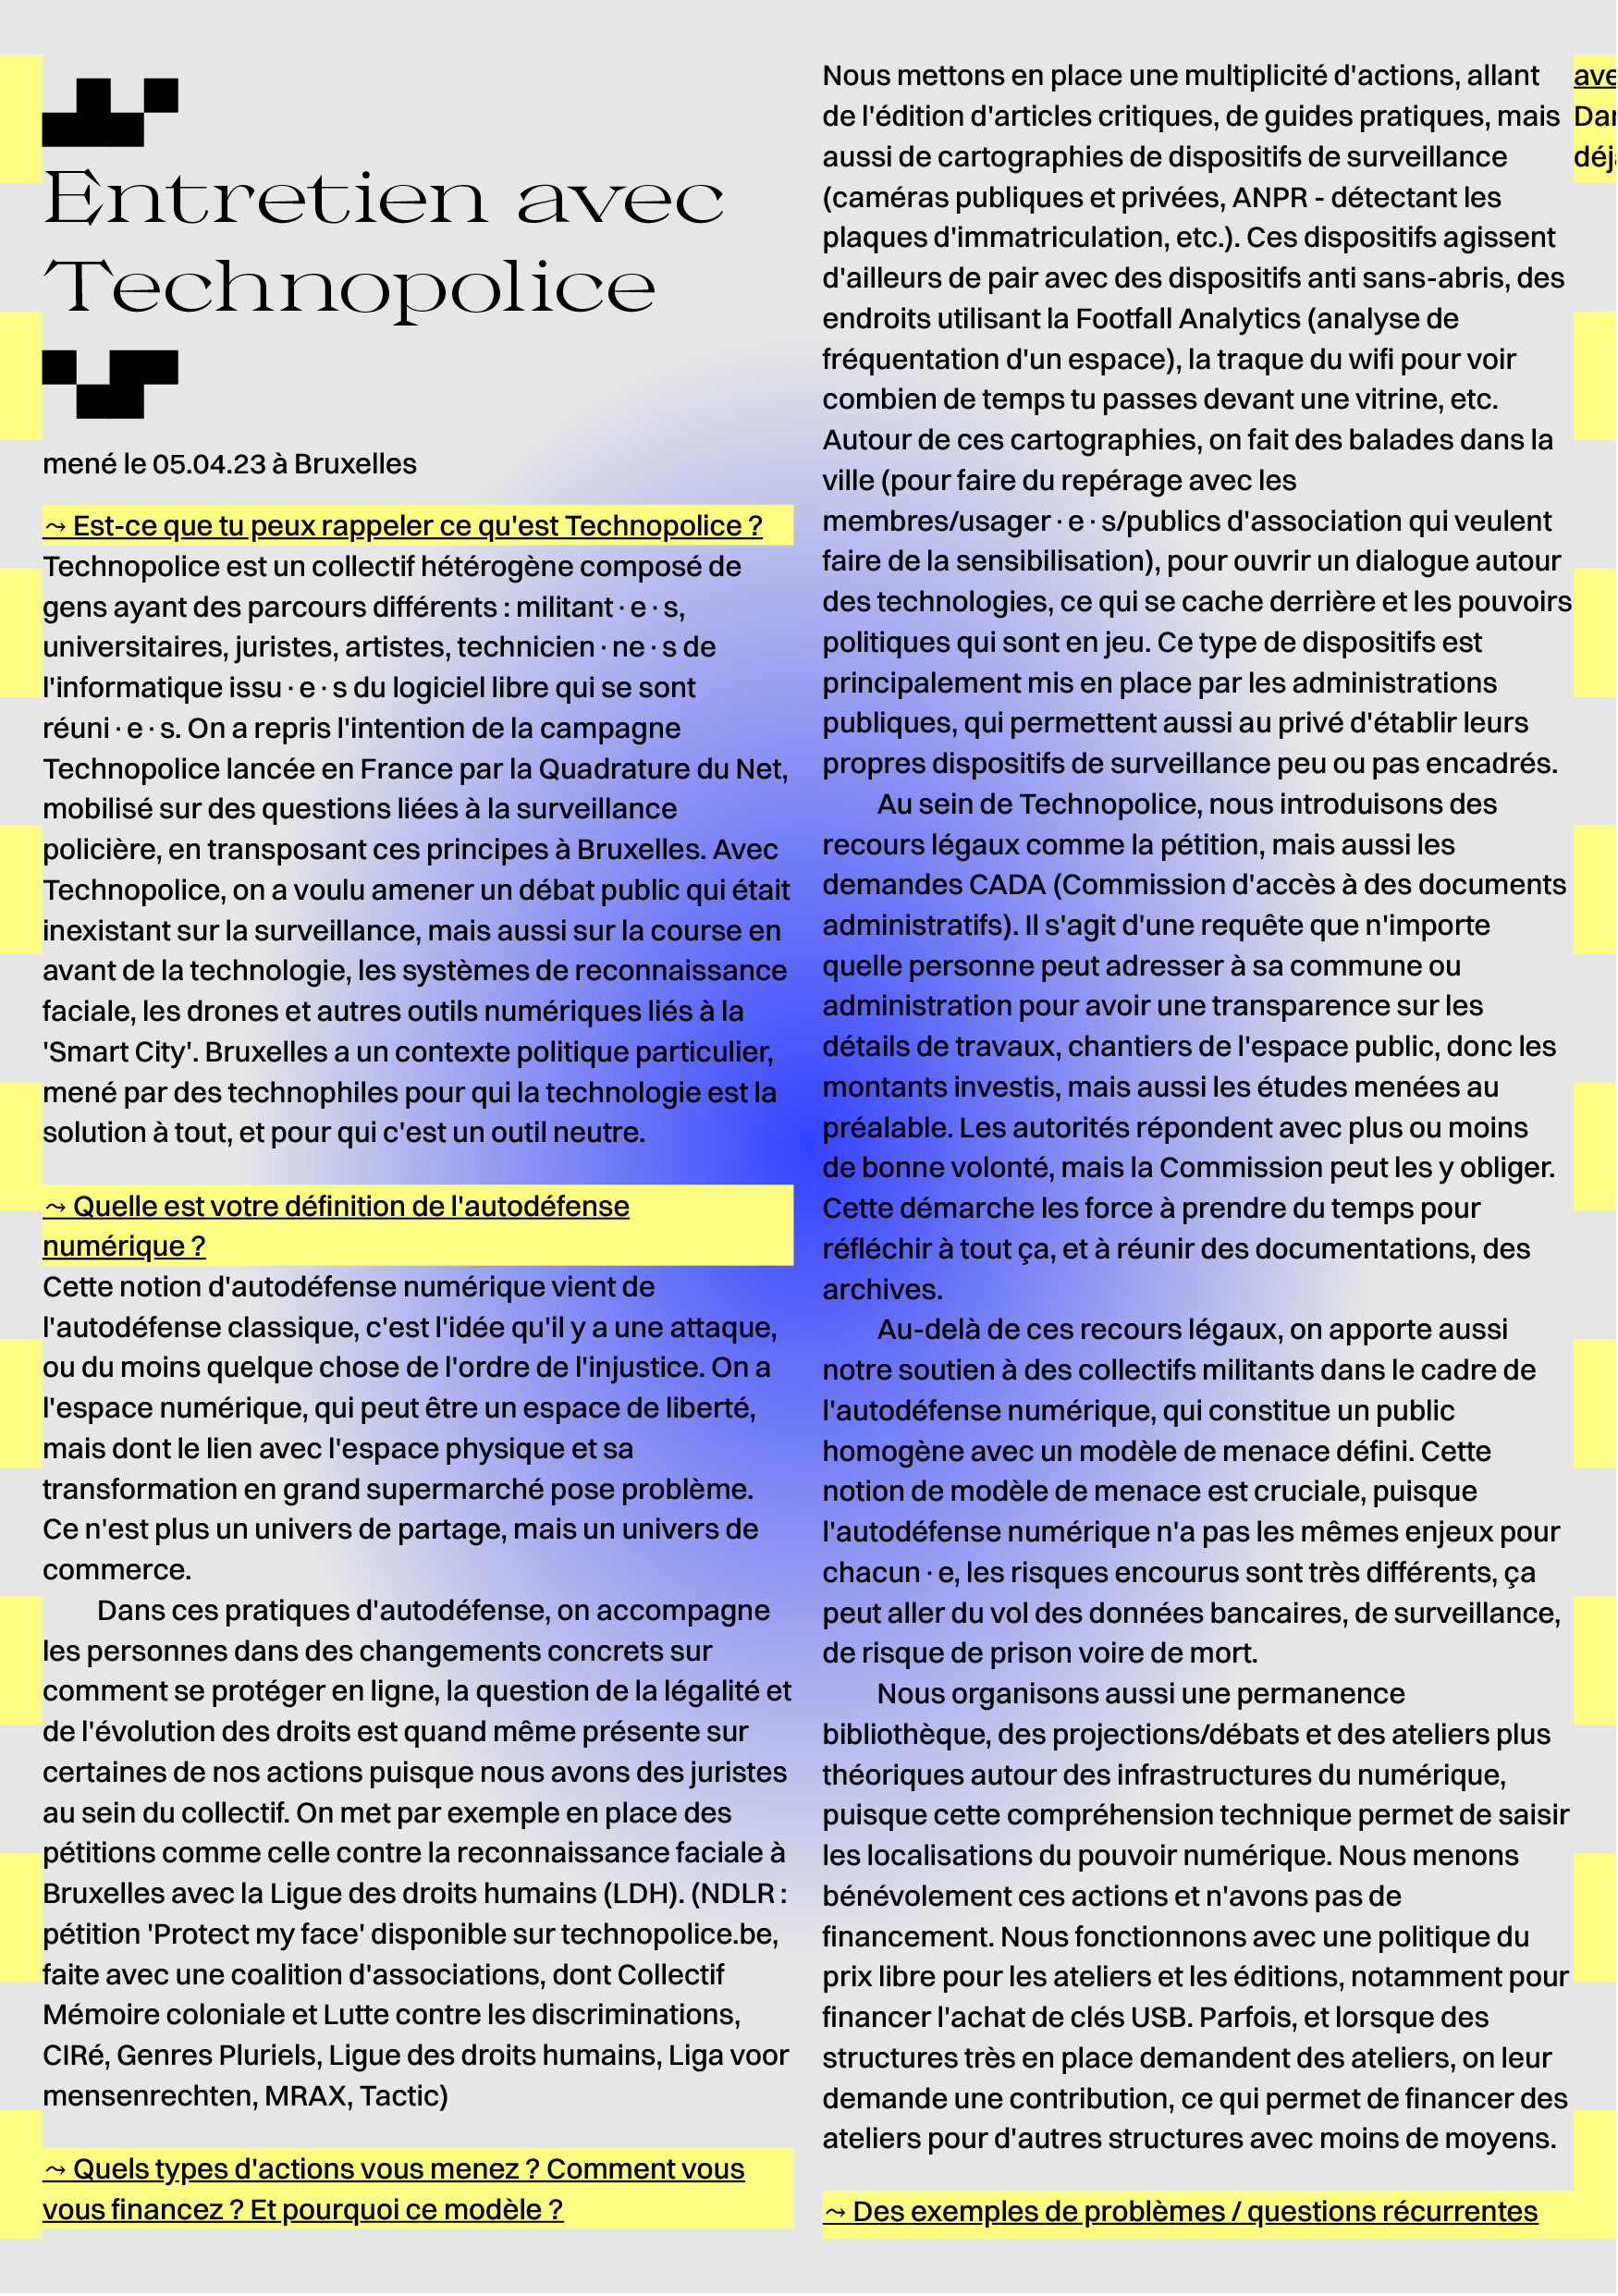 Entretien avec
Technopolice
mené le 05.04.23 à Bruxelles
⤳ Est-ce que tu peux rappeler ce qu'est Technopolice ?
Technopolice est un collectif hétérogène composé de
gens ayant des parcours différents : militant · e · s,
universitaires, juristes, artistes, technicien · ne · s de
l'informatique issu · e · s du logiciel libre qui se sont
réuni · e · s. On a repris l'intention de la campagne
Technopolice lancée en France par la Quadrature du Net,
mobilisé sur des questions liées à la surveillance
policière, en transposant ces principes à Bruxelles. Avec
Technopolice, on a voulu amener un débat public qui était
inexistant sur la surveillance, mais aussi sur la course en
avant de la technologie, les systèmes de reconnaissance
faciale, les drones et autres outils numériques liés à la
'Smart City'. Bruxelles a un contexte politique particulier,
mené par des technophiles pour qui la technologie est la
solution à tout, et pour qui c'est un outil neutre.
⤳ Quelle est votre définition de l'autodéfense
numérique ?
Cette notion d'autodéfense numérique vient de
l'autodéfense classique, c'est l'idée qu'il y a une attaque,
ou du moins quelque chose de l'ordre de l'injustice. On a
l'espace numérique, qui peut être un espace de liberté,
mais dont le lien avec l'espace physique et sa
transformation en grand supermarché pose problème.
Ce n'est plus un univers de partage, mais un univers de
commerce.
Dans ces pratiques d'autodéfense, on accompagne
les personnes dans des changements concrets sur
comment se protéger en ligne, la question de la légalité et
de l'évolution des droits est quand même présente sur
certaines de nos actions puisque nous avons des juristes
au sein du collectif. On met par exemple en place des
pétitions comme celle contre la reconnaissance faciale à
Bruxelles avec la Ligue des droits humains (LDH). (NDLR :
pétition 'Protect my face' disponible sur technopolice.be,
faite avec une coalition d'associations, dont Collectif
Mémoire coloniale et Lutte contre les discriminations,
CIRé, Genres Pluriels, Ligue des droits humains, Liga voor
mensenrechten, MRAX, Tactic)
⤳ Quels types d'actions vous menez ? Comment vous
vous financez ? Et pourquoi ce modèle ?
Nous mettons en place une multiplicité d'actions, allant
de l'édition d'articles critiques, de guides pratiques, mais
aussi de cartographies de dispositifs de surveillance
(caméras publiques et privées, ANPR - détectant les
plaques d'immatriculation, etc.). Ces dispositifs agissent
d'ailleurs de pair avec des dispositifs anti sans-abris, des
endroits utilisant la Footfall Analytics (analyse de
fréquentation d'un espace), la traque du wifi pour voir
combien de temps tu passes devant une vitrine, etc.
Autour de ces cartographies, on fait des balades dans la
ville (pour faire du repérage avec les
membres/usager · e · s/publics d'association qui veulent
faire de la sensibilisation), pour ouvrir un dialogue autour
des technologies, ce qui se cache derrière et les pouvoirs
politiques qui sont en jeu. Ce type de dispositifs est
principalement mis en place par les administrations
publiques, qui permettent aussi au privé d'établir leurs
propres dispositifs de surveillance peu ou pas encadrés.
Au sein de Technopolice, nous introduisons des
recours légaux comme la pétition, mais aussi les
demandes CADA (Commission d'accès à des documents
administratifs). Il s'agit d'une requête que n'importe
quelle personne peut adresser à sa commune ou
administration pour avoir une transparence sur les
détails de travaux, chantiers de l'espace public, donc les
montants investis, mais aussi les études menées au
préalable. Les autorités répondent avec plus ou moins
de bonne volonté, mais la Commission peut les y obliger.
Cette démarche les force à prendre du temps pour
réfléchir à tout ça, et à réunir des documentations, des
archives.
Au-delà de ces recours légaux, on apporte aussi
notre soutien à des collectifs militants dans le cadre de
l'autodéfense numérique, qui constitue un public
homogène avec un modèle de menace défini. Cette
notion de modèle de menace est cruciale, puisque
l'autodéfense numérique n'a pas les mêmes enjeux pour
chacun · e, les risques encourus sont très différents, ça
peut aller du vol des données bancaires, de surveillance,
de risque de prison voire de mort.
Nous organisons aussi une permanence
bibliothèque, des projections/débats et des ateliers plus
théoriques autour des infrastructures du numérique,
puisque cette compréhension technique permet de saisir
les localisations du pouvoir numérique. Nous menons
bénévolement ces actions et n'avons pas de
financement. Nous fonctionnons avec une politique du
prix libre pour les ateliers et les éditions, notamment pour
financer l'achat de clés USB. Parfois, et lorsque des
structures très en place demandent des ateliers, on leur
demande une contribution, ce qui permet de financer des
ateliers pour d'autres structures avec moins de moyens.
⤳ Des exemples de problèmes / questions récurrentes